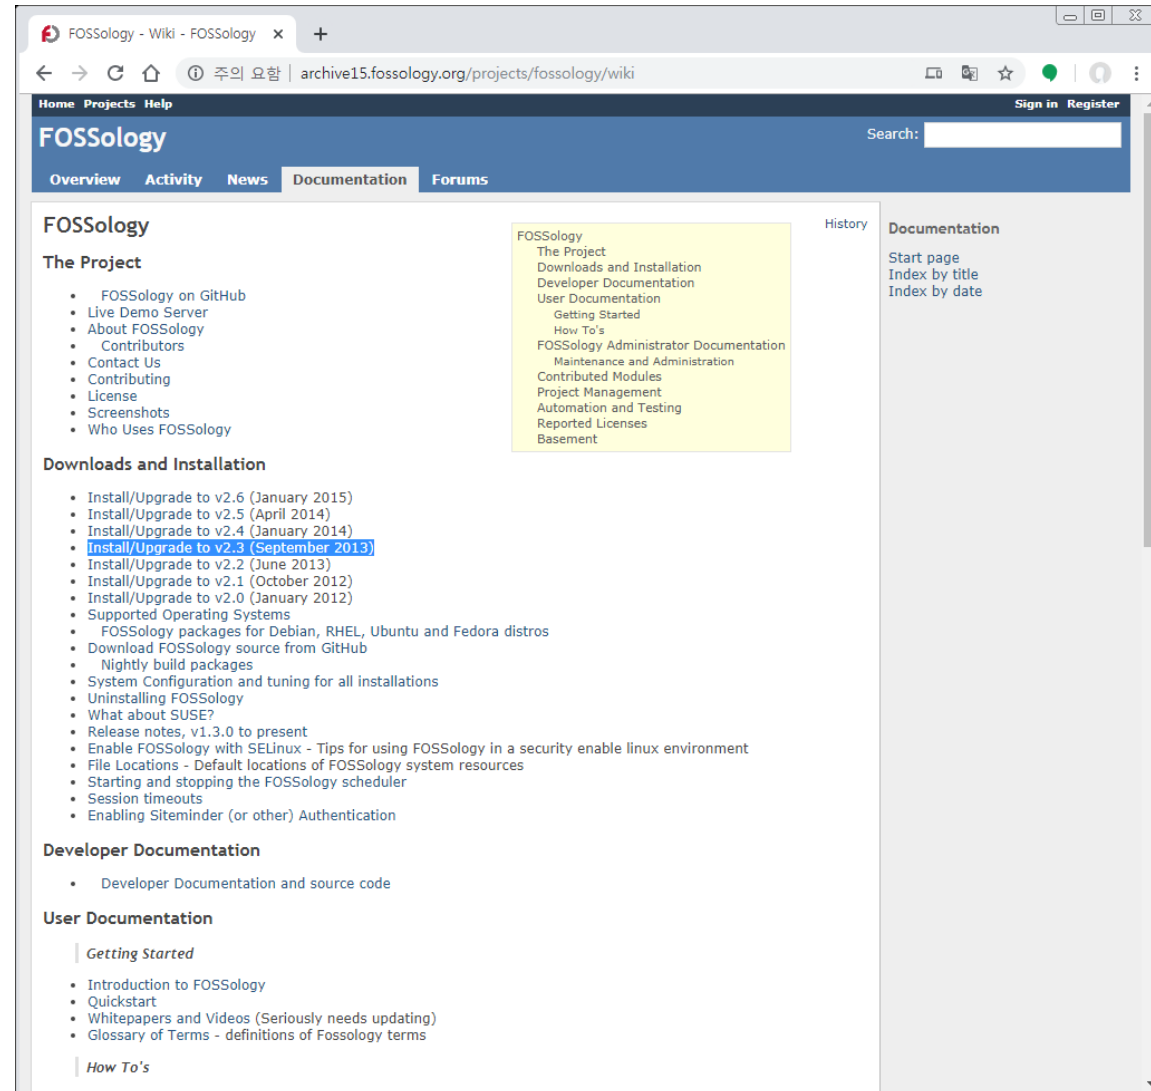 FOSSology - Wiki - FOSSology
주의 요함 | archive15.fossology.org/projects/fossology/wiki
Home Projects Help
Sign in Register
FOSSology
Search:
Overview Activity News Documentation Forums
FOSSology
History
The Project
FOSSology on GitHub
Live Demo Server
About FOSSology
Contributors
Contact Us
Contributing
License
Screenshots
Who Uses FOSSology
FOSSology
The Project
Downloads and Installation
Developer Documentation
User Documentation
Getting Started
How To's
FOSSology Administrator Documentation
Maintenance and Administration
Contributed Modules
Project Management
Automation and Testing
Reported Licenses
Basement
Documentation
Start page
Index by title
Index by date
Downloads and Installation
Install/Upgrade to v2.6 (January 2015)
Install/Upgrade to v2.5 (April 2014)
Install/Upgrade to v2.4 (January 2014)
Install/Upgrade to v2.3 (September 2013)
Install/Upgrade to v2.2 (June 2013)
Install/Upgrade to v2.1 (October 2012)
Install/Upgrade to v2.0 (January 2012)
Supported Operating Systems
FOSSology packages for Debian, RHEL, Ubuntu and Fedora distros
Download FOSSology source from GitHub
Nightly build packages
System Configuration and tuning for all installations
Uninstalling FOSSology
What about SUSE?
Release notes, v1.3.0 to present
Enable FOSSology with SELinux - Tips for using FOSSology in a security enable linux environment
File Locations - Default locations of FOSSology system resources
Starting and stopping the FOSSology scheduler
Session timeouts
Enabling Siteminder (or other) Authentication
Developer Documentation
Developer Documentation and source code
User Documentation
Getting Started
Introduction to FOSSology
Quickstart
Whitepapers and Videos (Seriously needs updating)
Glossary of Terms - definitions of Fossology terms
How To's